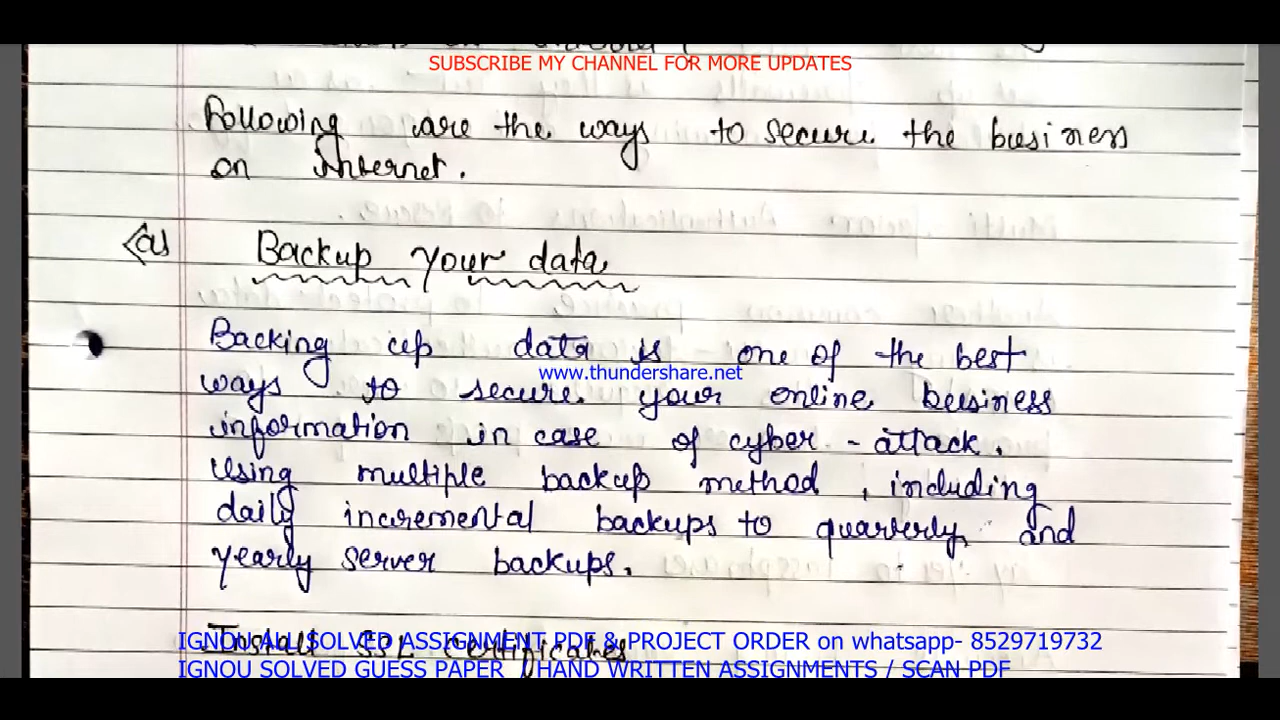 SUBSCRIBE MY CHANNEL FOR MORE UPDATES
Following are the ways to secure the business
on internet.
(a) Backup your data
Backing up data is one of the best
www.thundershare.net
ways to secure your online business
information in case of cyber - attack.
Using multiple backup method, including
daily incremental backups to quarterly, and
yearly server backups.
Install SSL certificates
IGNOU ALL SOLVED ASSIGNMENT PDF & PROJECT ORDER on whatsapp- 8529719732
IGNOU SOLVED GUESS PAPER / HAND WRITTEN ASSIGNMENTS / SCAN PDF